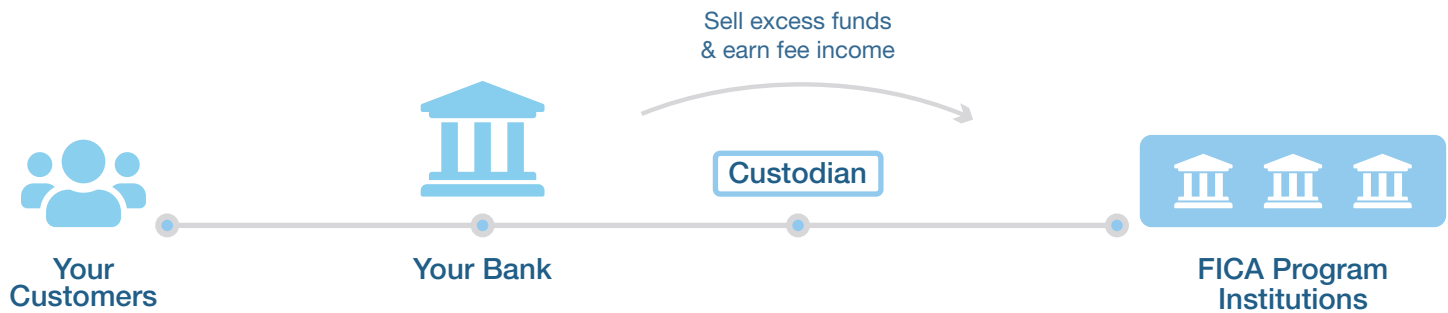 Sell excess funds
& earn fee income
Custodian
Your
Customers
Your Bank
FICA Program
Institutions